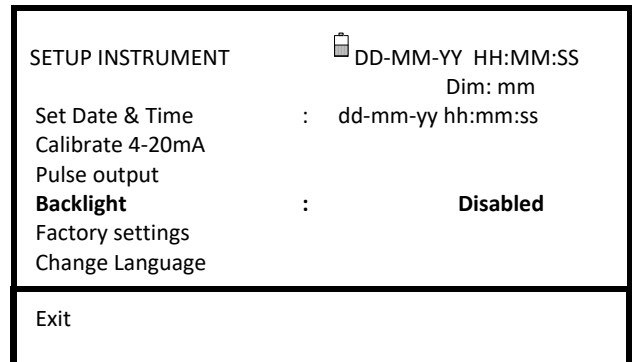 SETUP INSTRUMENT DD-MM-YY HH:MM:SS
Dim: mm
Set Date & Time : dd-mm-yy hh:mm:ss
Calibrate 4-20mA
Pulse output
Backlight : Disabled
Factory settings
Change Language
Exit